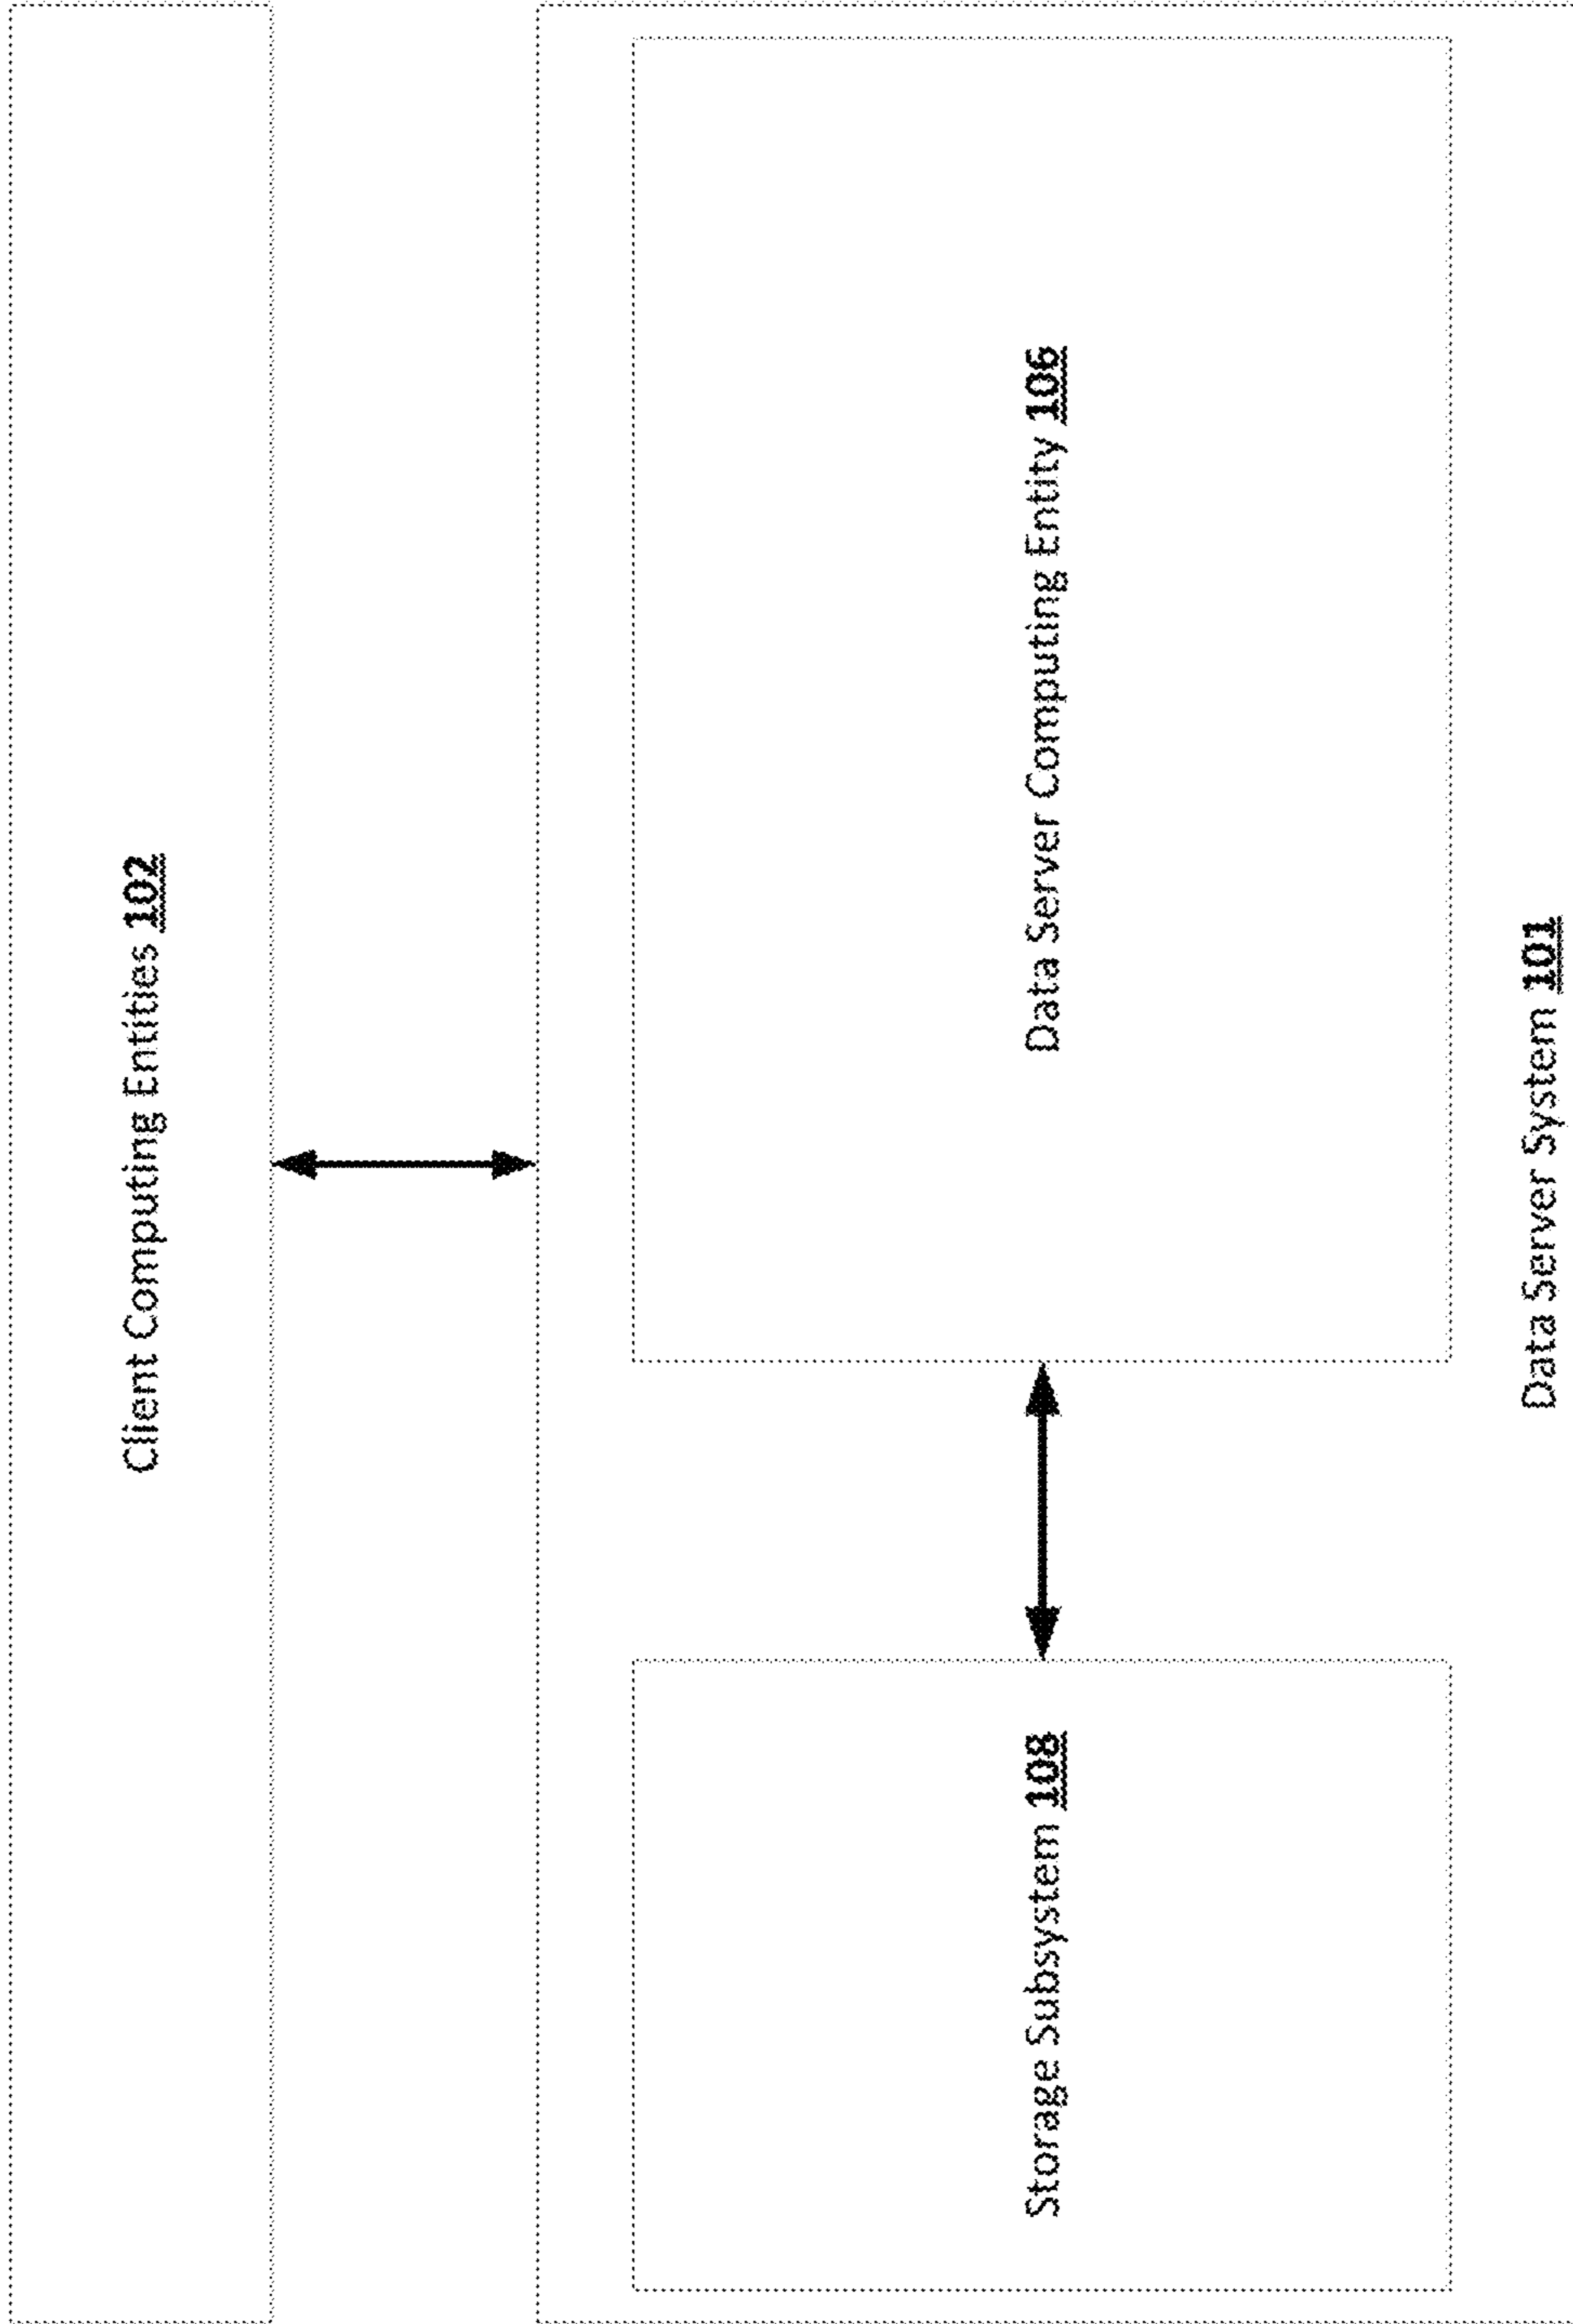 Client Computing Entities 102
Storage Subsystem 108
Data Server Computing Entity 106
Data Server System 101